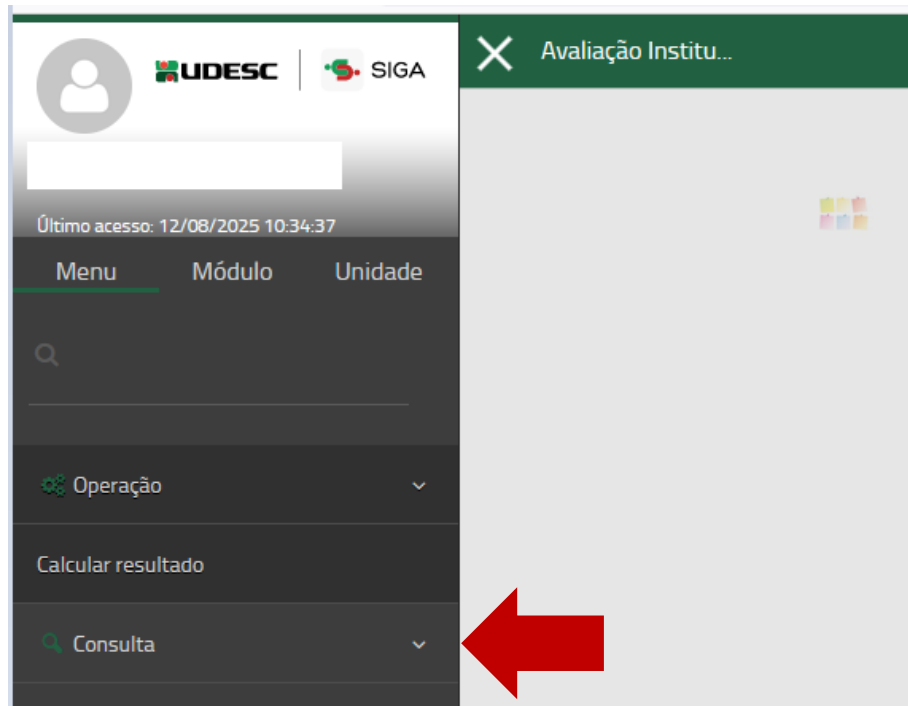 UDESC SIGA
Avaliação Institu...
Último acesso: 12/08/2025 10:34:37
Menu Módulo Unidade
Operação
Calcular resultado
Consulta